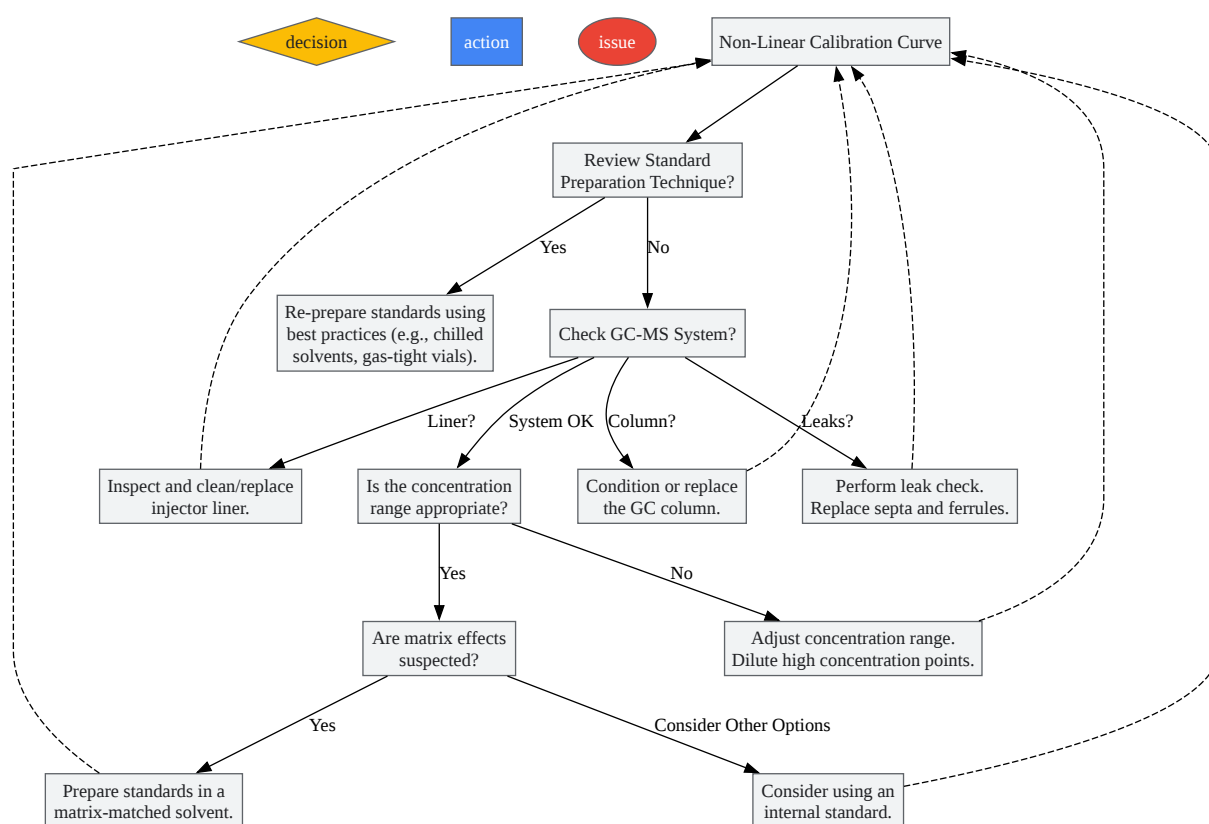 decision
action
issue
Non-Linear Calibration Curve
Review Standard
Preparation Technique?
Yes
No
Re-prepare standards using
best practices (e.g., chilled
solvents, gas-tight vials).
Check GC-MS System?
Liner?
System OK
Column?
Leaks?
Inspect and clean/replace
injector liner.
Is the concentration
range appropriate?
Condition or replace
the GC column.
Perform leak check.
Replace septa and ferrules.
Yes
No
Are matrix effects
suspected?
Adjust concentration range.
Dilute high concentration points.
Yes
Consider Other Options
Prepare standards in a
matrix-matched solvent.
Consider using an
internal standard.